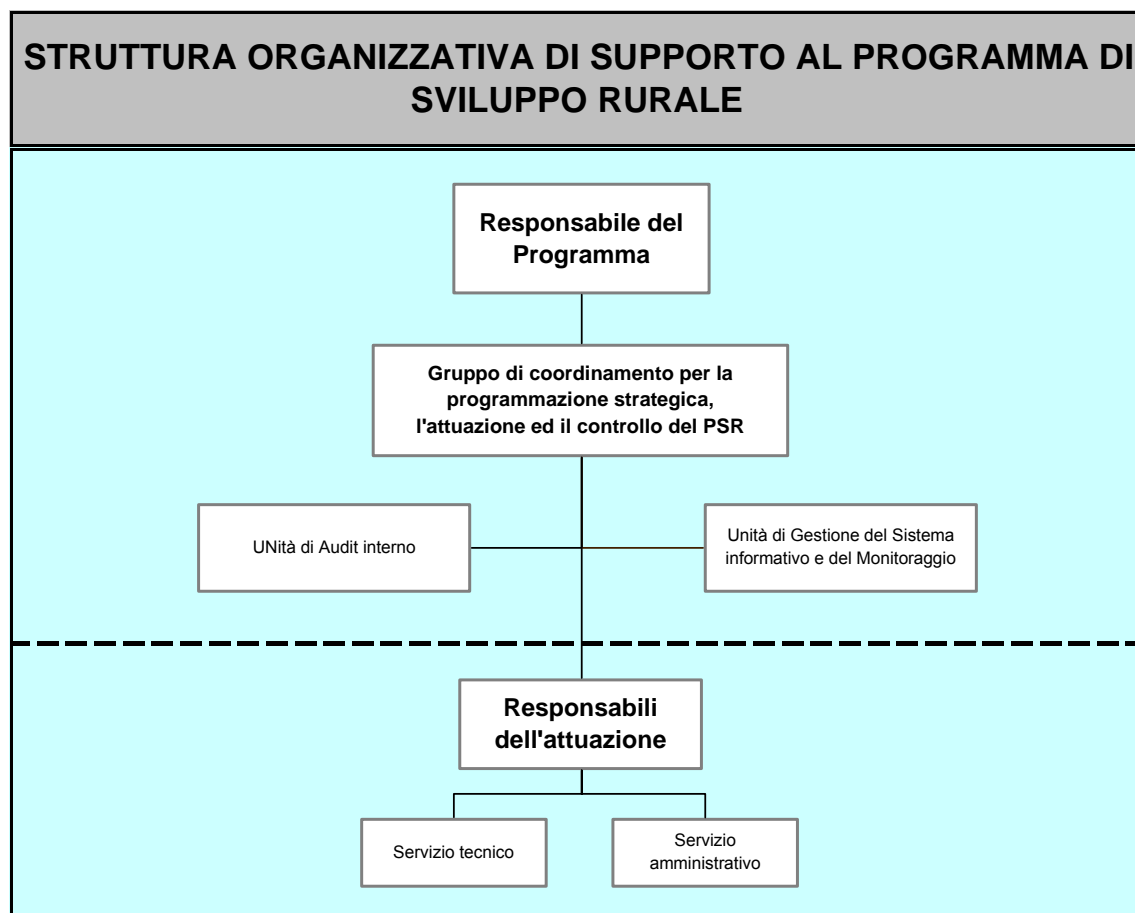 STRUTTURA ORGANIZZATIVA DI SUPPORTO AL PROGRAMMA DI
SVILUPPO RURALE
Responsabile del
Programma
Gruppo di coordinamento per la
programmazione strategica,
l'attuazione ed il controllo del PSR
UNità di Audit interno
Unità di Gestione del Sistema
informativo e del Monitoraggio
Responsabili
dell'attuazione
Servizio tecnico
Servizio
amministrativo